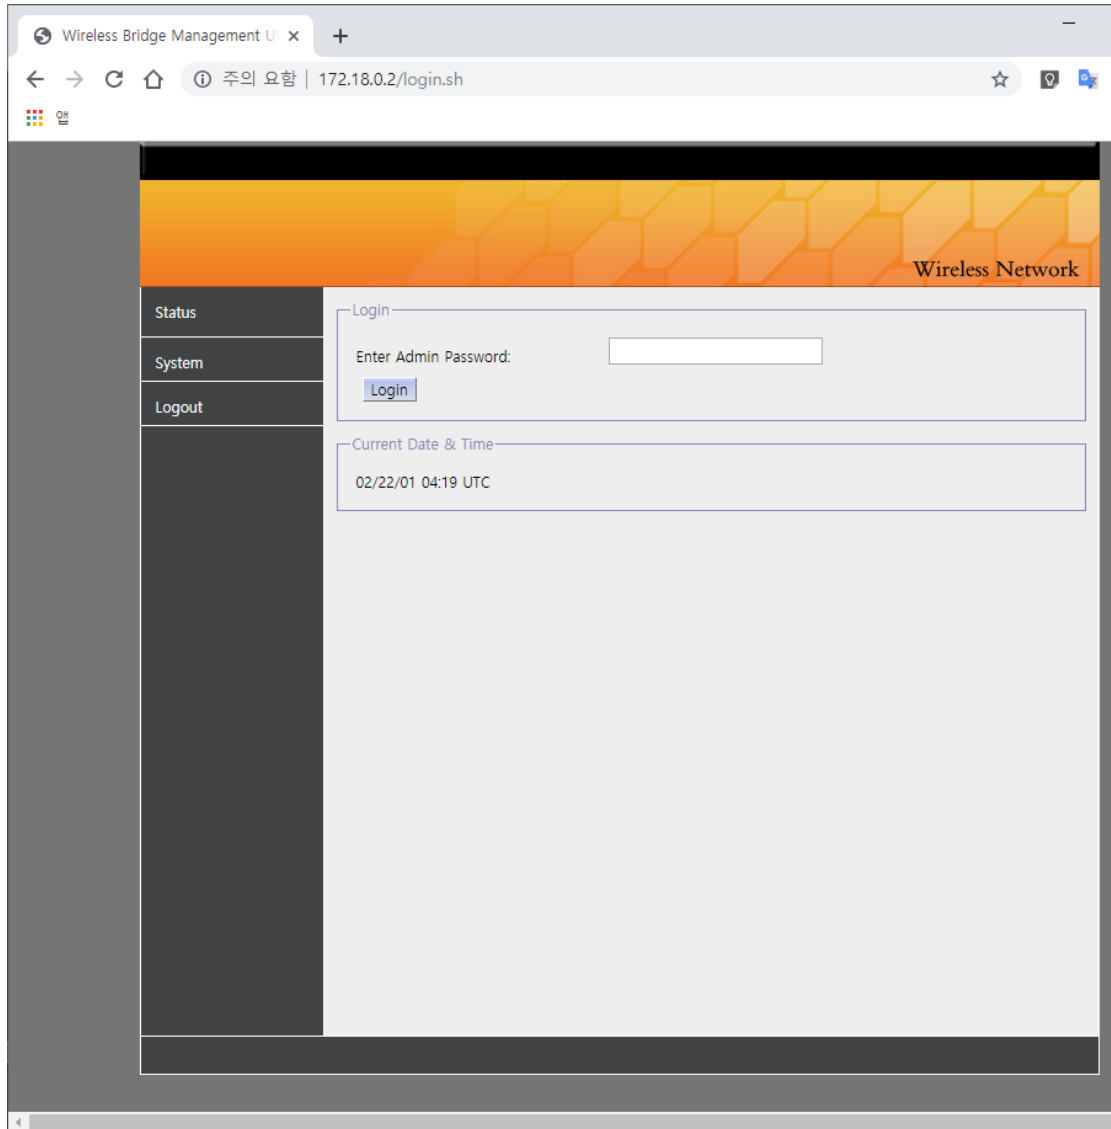 Wireless Bridge Management U
주의 요함 | 172.18.0.2/login.sh
앱
Wireless Network
Status
System
Logout
Login
Enter Admin Password:
Login
Current Date & Time
02/22/01 04:19 UTC